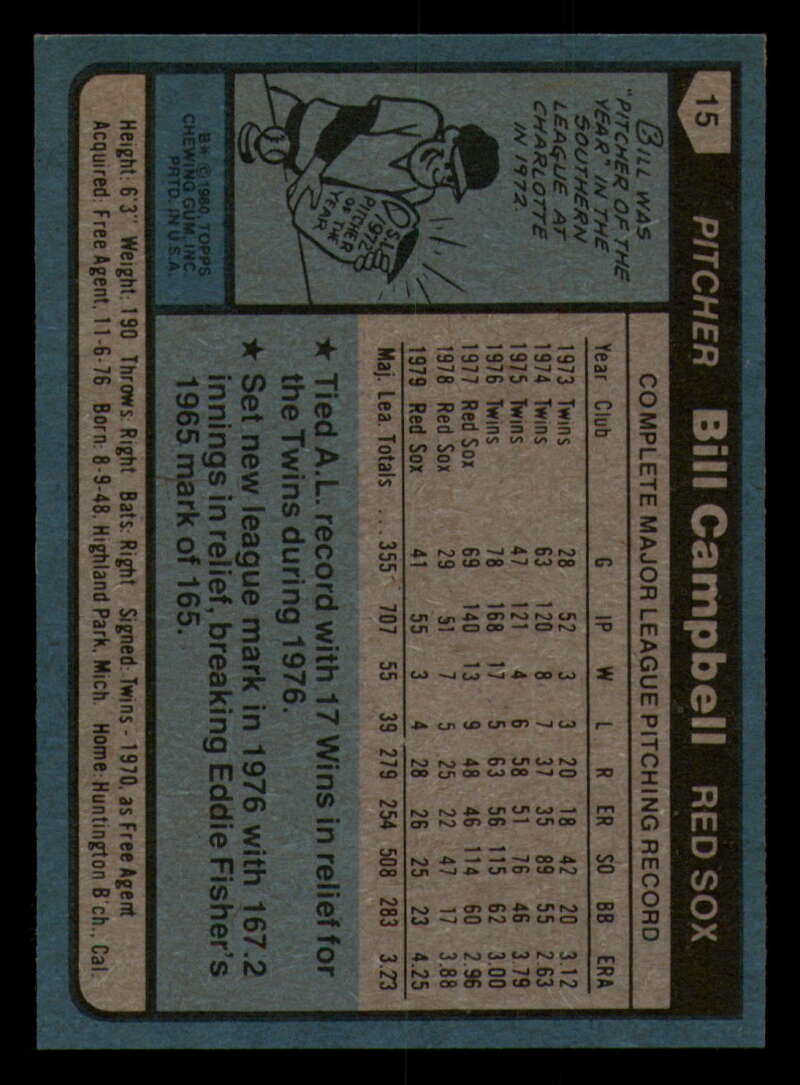 15
PITCHER Bill Campbell RED SOX
BILL WAS
"PITCHER OF THE
YEAR" IN THE
SOUTHERN
LEAGUE AT
CHARLOTTE
IN 1972.
OSLE
1972
PITCHER
OF THE
YEAR
B* © 1980, TOPPS
CHEWING GUM, INC.
PRTD. IN U.S.A.
COMPLETE MAJOR LEAGUE PITCHING RECORD
Year Club G IP W L R ER SO BB ERA
1973 Twins 28 52 3 3 20 18 42 20 3.12
1974 Twins 63 120 8 7 37 35 89 55 2.63
1975 Twins 47 121 4 6 58 51 76 46 3.79
1976 Twins 78 168 17 5 63 56 115 62 3.00
1977 Red Sox 69 140 13 9 48 46 114 60 2.96
1978 Red Sox 29 51 7 5 25 22 47 17 3.88
1979 Red Sox 41 55 3 4 28 26 25 23 4.25
Maj. Lea Totals ... 355 707 55 39 279 254 508 283 3.23
★ Tied A.L. record with 17 Wins in relief for
the Twins during 1976.
★ Set new league mark in 1976 with 167.2
innings in relief, breaking Eddie Fisher's
1965 mark of 165.
Height: 6'3" Weight: 190 Throws: Right Bats: Right Signed: Twins - 1970, as Free Agent
Acquired: Free Agent, 11-6-76 Born: 8-9-48, Highland Park, Mich. Home: Huntington B'ch., Cal.